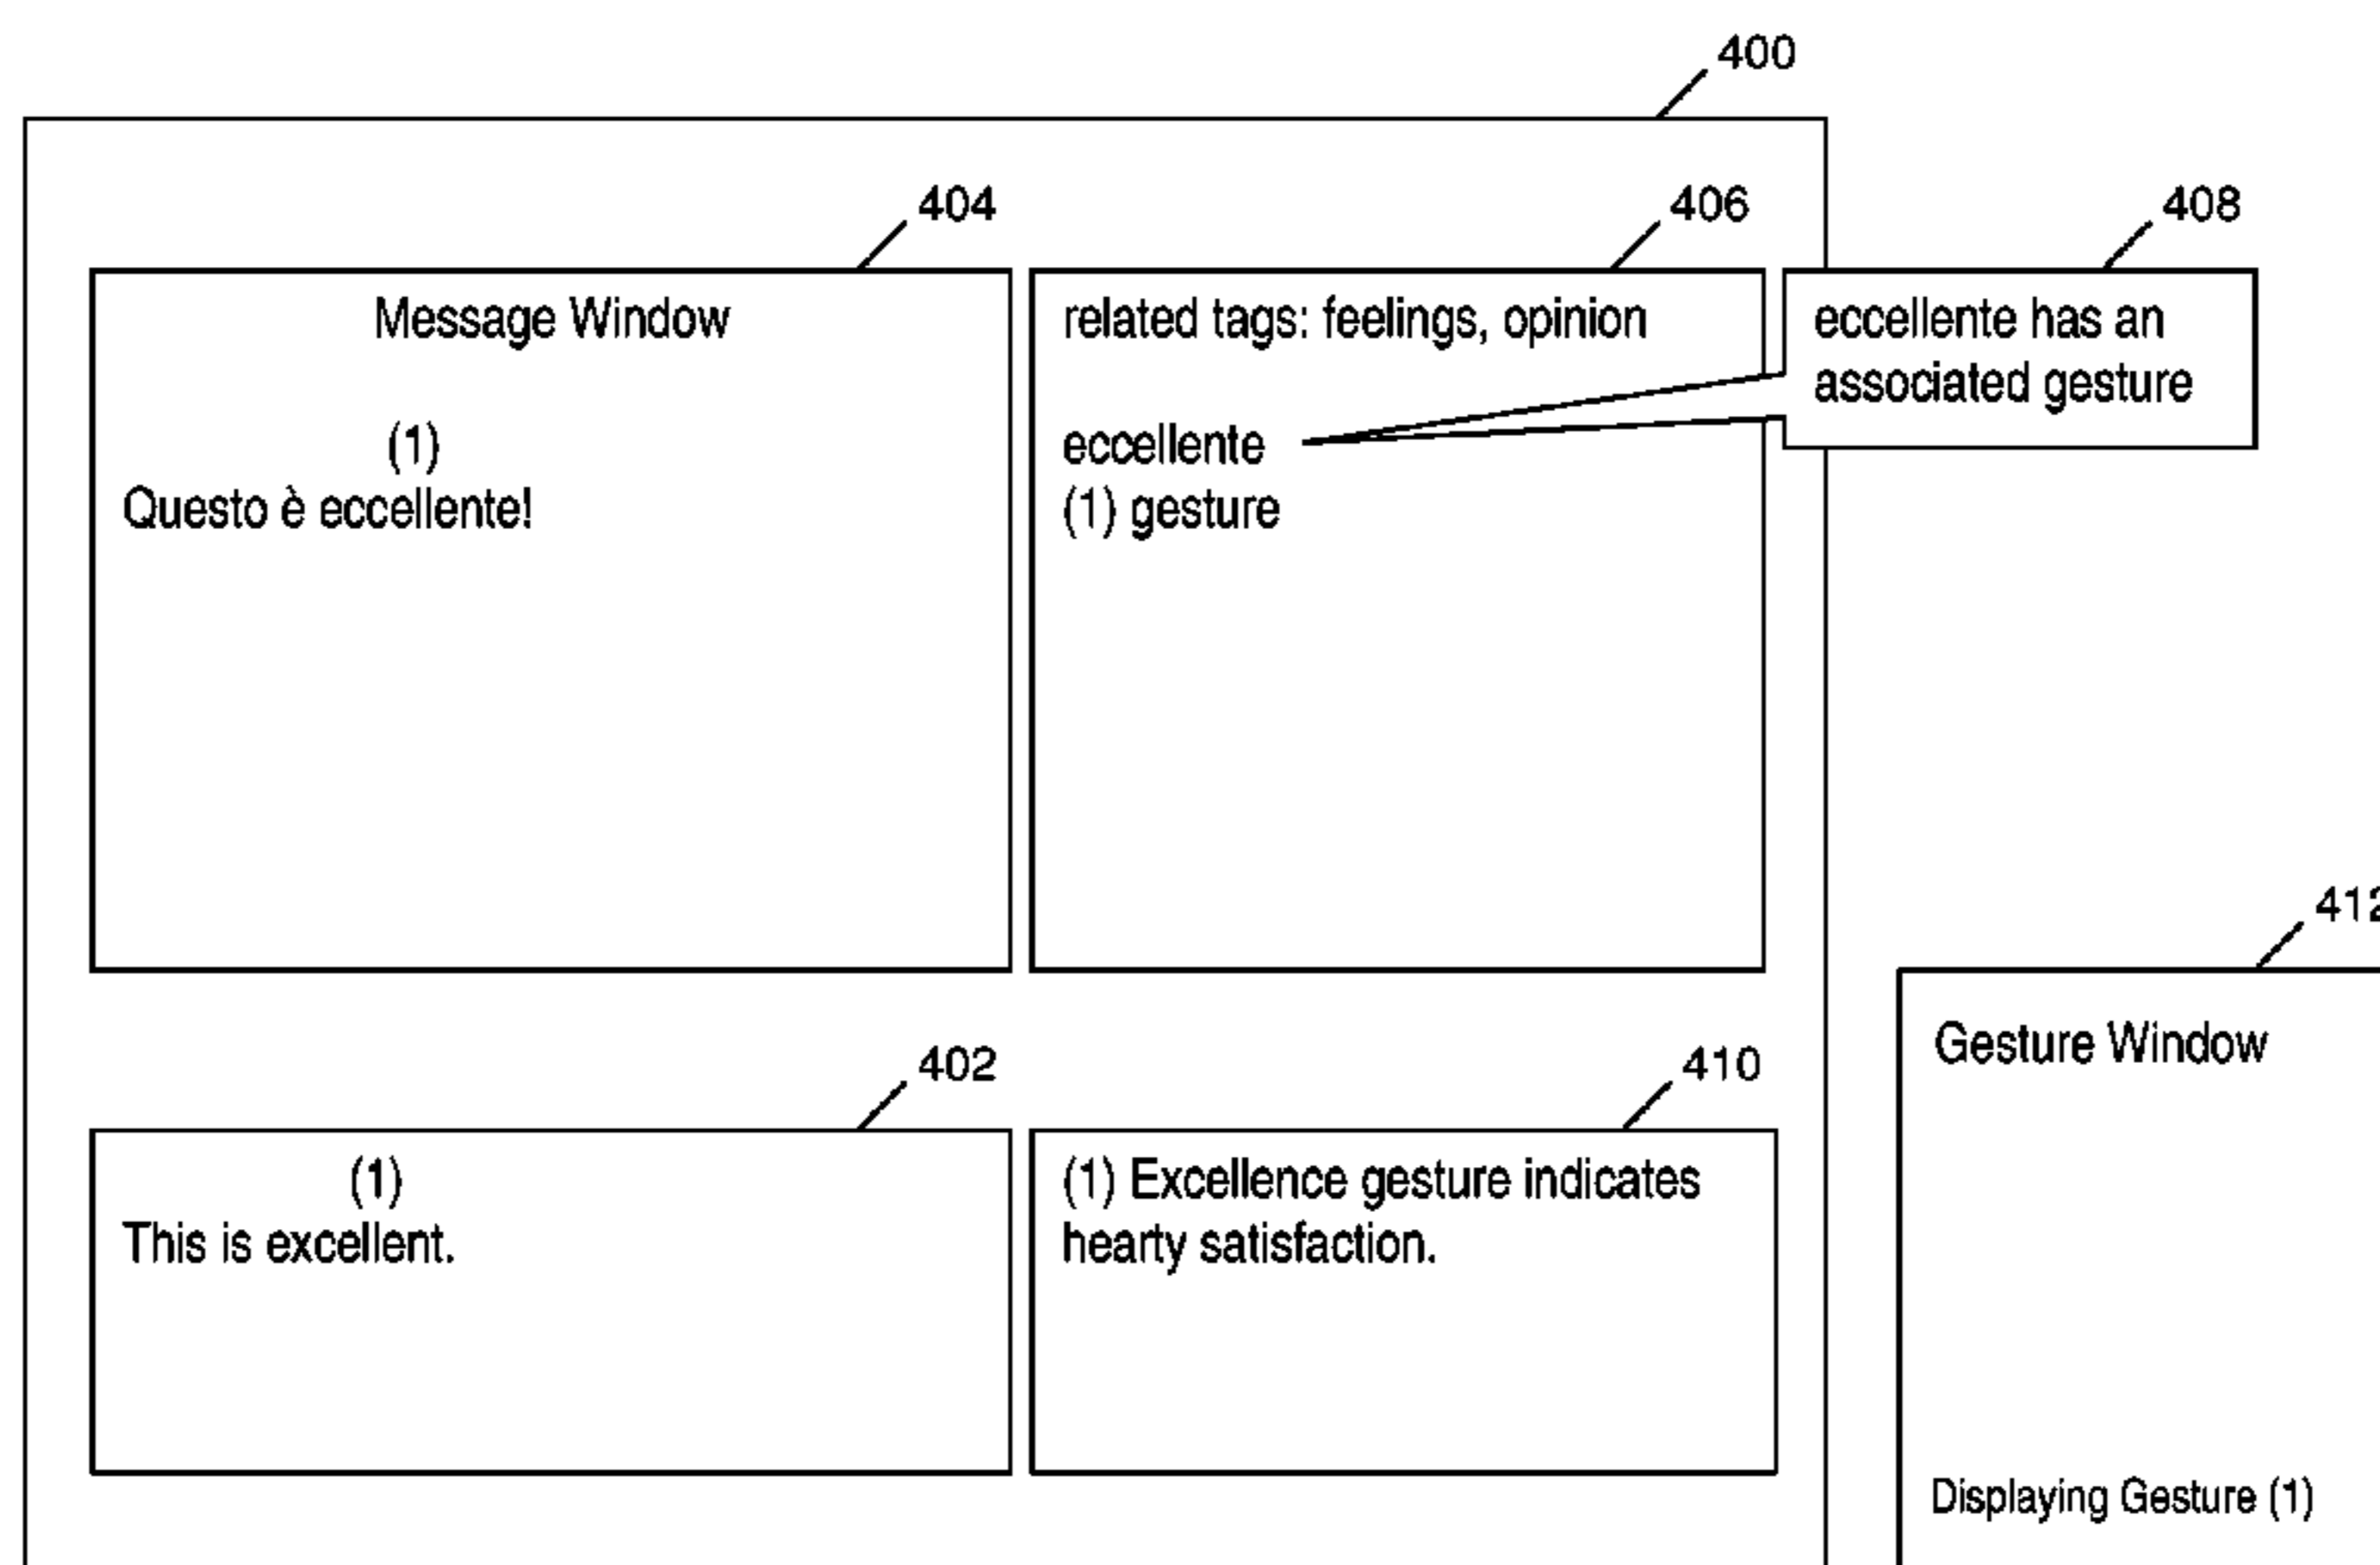 400
404
406
408
Message Window
(1)
Questo è eccellente!
related tags: feelings, opinion
eccellente
(1) gesture
eccellente has an
associated gesture
412
402
410
(1)
This is excellent.
(1) Excellence gesture indicates
hearty satisfaction.
Gesture Window
Displaying Gesture (1)